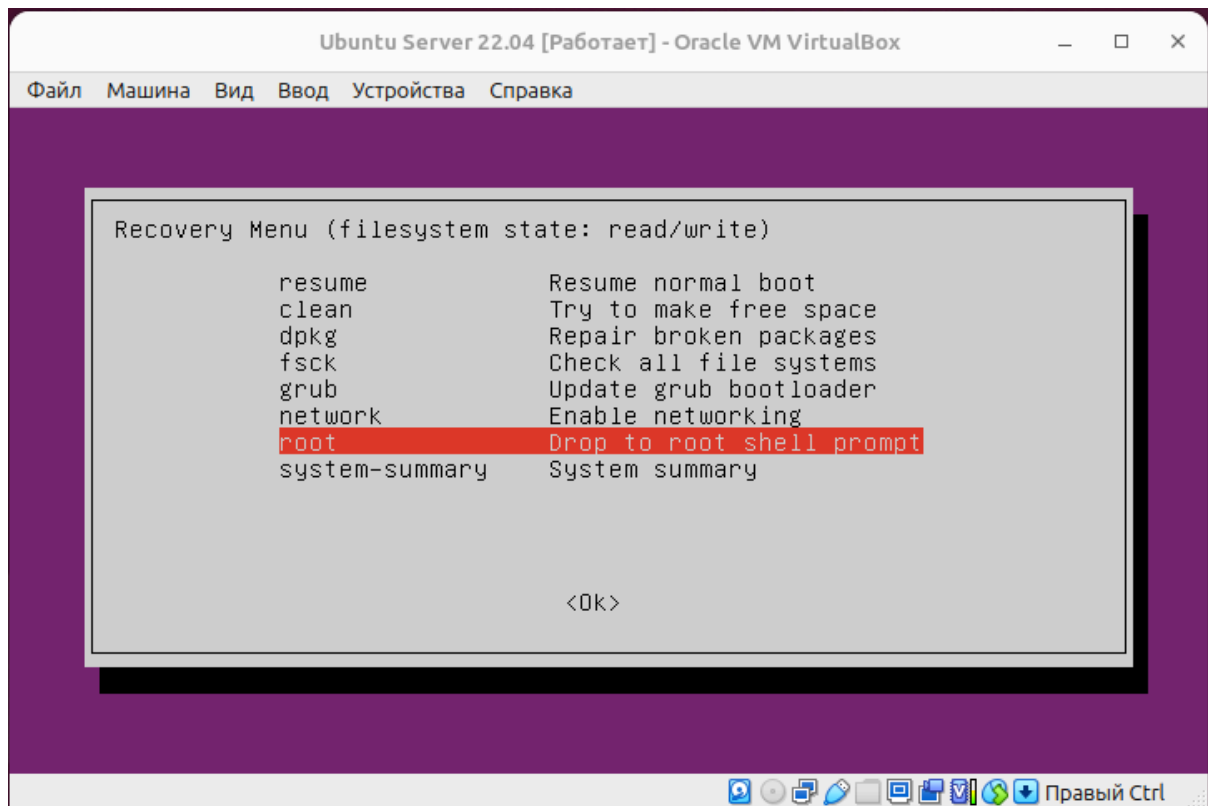 Ubuntu Server 22.04 [Работает] - Oracle VM VirtualBox
Файл Машина Вид Ввод Устройства Справка
Recovery Menu (filesystem state: read/write)
resume Resume normal boot
clean Try to make free space
dpkg Repair broken packages
fsck Check all file systems
grub Update grub bootloader
network Enable networking
root Drop to root shell prompt
system-summary System summary
<Ok>
Правый Ctrl